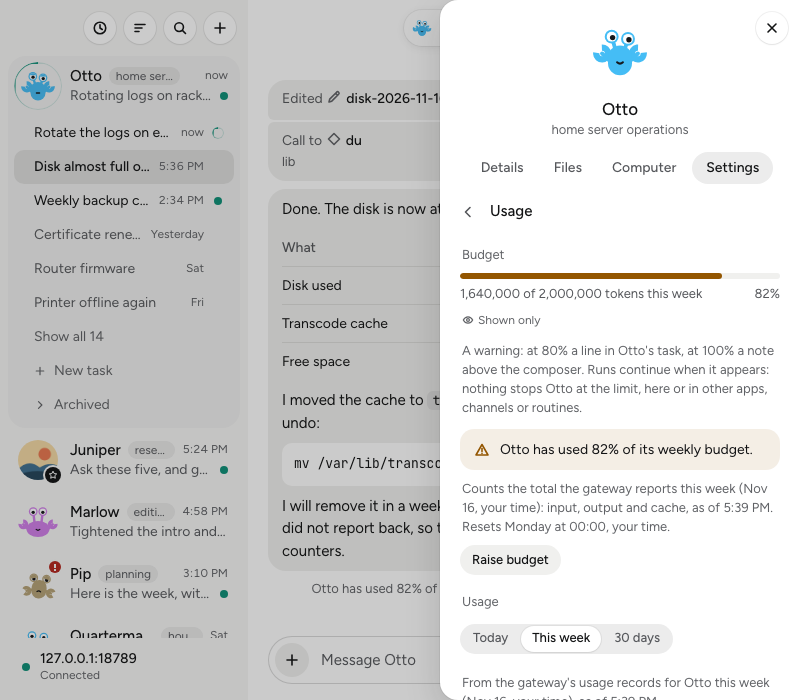 Otto
home ser...
now
Rotating logs on rack...
Rotate the logs on e...
now
Disk almost full o...
5:36 PM
Weekly backup c...
2:34 PM
Certificate rene...
Yesterday
Router firmware
Sat
Printer offline again
Fri
Show all 14
New task
Archived
Juniper
rese...
5:24 PM
Ask these five, and g...
Marlow
editi...
4:58 PM
Tightened the intro and...
Pip
planning
3:10 PM
Here is the week, wit...
Quarterma
hou
Sat
127.0.0.1:18789
Connected
Edited disk-2026-11-1
Call to du
lib
Done. The disk is now at
What
Disk used
Transcode cache
Free space
I moved the cache to t
undo:
mv /var/lib/transco
I will remove it in a week
did not report back, so t
counters.
Otto has used 82% of
Message Otto
Otto
home server operations
Details
Files
Computer
Settings
Usage
Budget
1,640,000 of 2,000,000 tokens this week
82%
Shown only
A warning: at 80% a line in Otto's task, at 100% a note
above the composer. Runs continue when it appears:
nothing stops Otto at the limit, here or in other apps,
channels or routines.
Otto has used 82% of its weekly budget.
Counts the total the gateway reports this week (Nov
16, your time): input, output and cache, as of 5:39 PM.
Resets Monday at 00:00, your time.
Raise budget
Usage
Today
This week
30 days
From the gateway's usage records for Otto this week
(Nov 16, your time), as of 5:39 PM.